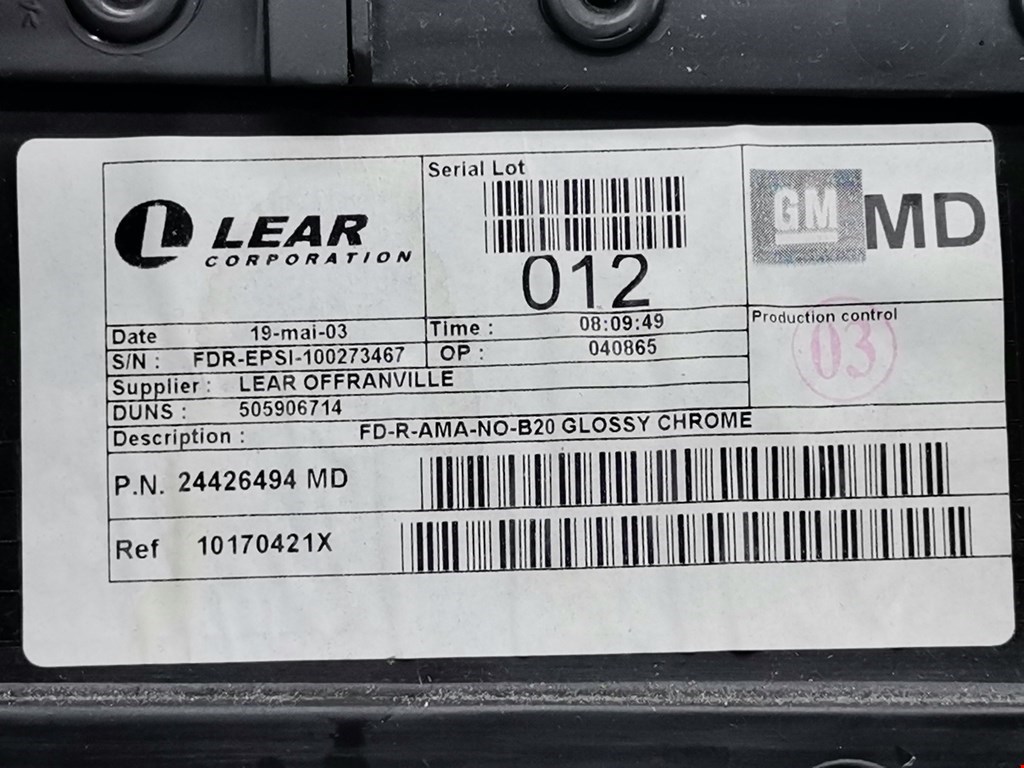 LEAR
CORPORATION
Serial Lot
012
GM MD
Date 19-mai-03
Time : 08:09:49
Production control
03
S/N : FDR-EPSI-100273467
OP : 040865
Supplier : LEAR OFFRANVILLE
DUNS : 505906714
Description : FD-R-AMA-NO-B20 GLOSSY CHROME
P.N. 24426494 MD
Ref 10170421X